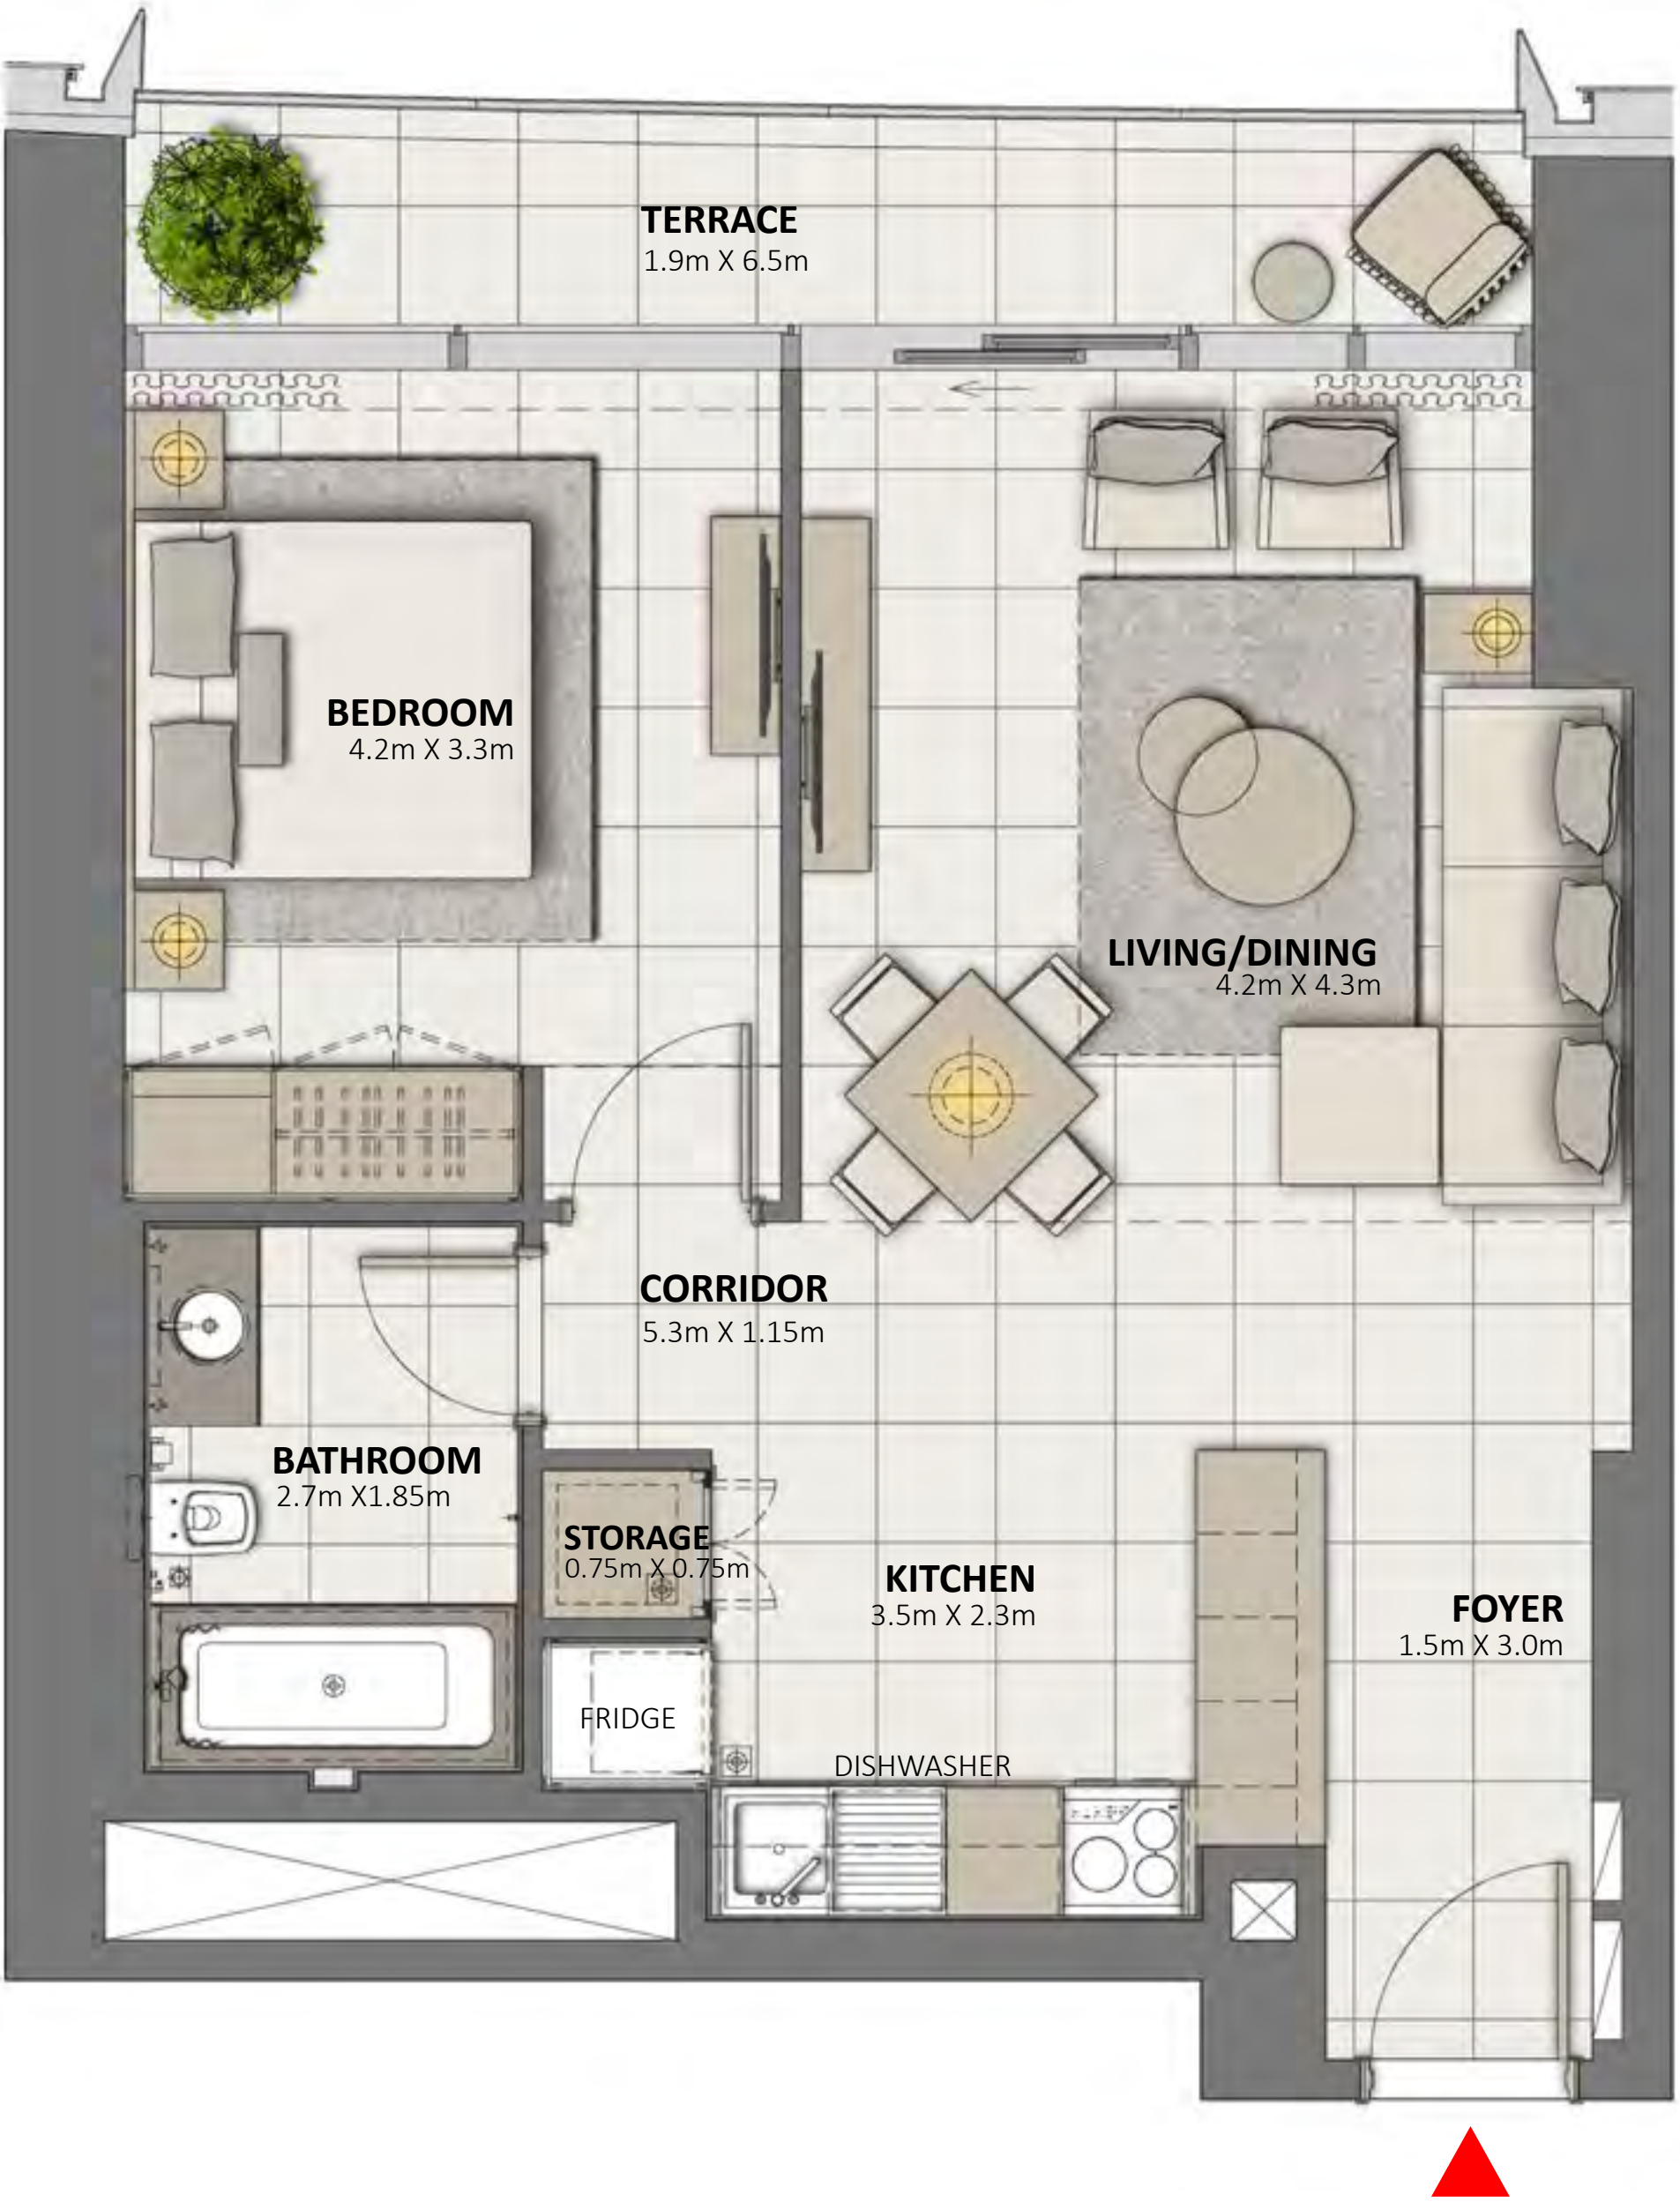 TERRACE
1.9m X 6.5m
BEDROOM
4.2m X 3.3m
LIVING/DINING
4.2m X 4.3m
CORRIDOR
5.3m X 1.15m
BATHROOM
2.7m X1.85m
STORAGE
0.75m X 0.75m
KITCHEN
3.5m X 2.3m
FOYER
1.5m X 3.0m
FRIDGE
DISHWASHER